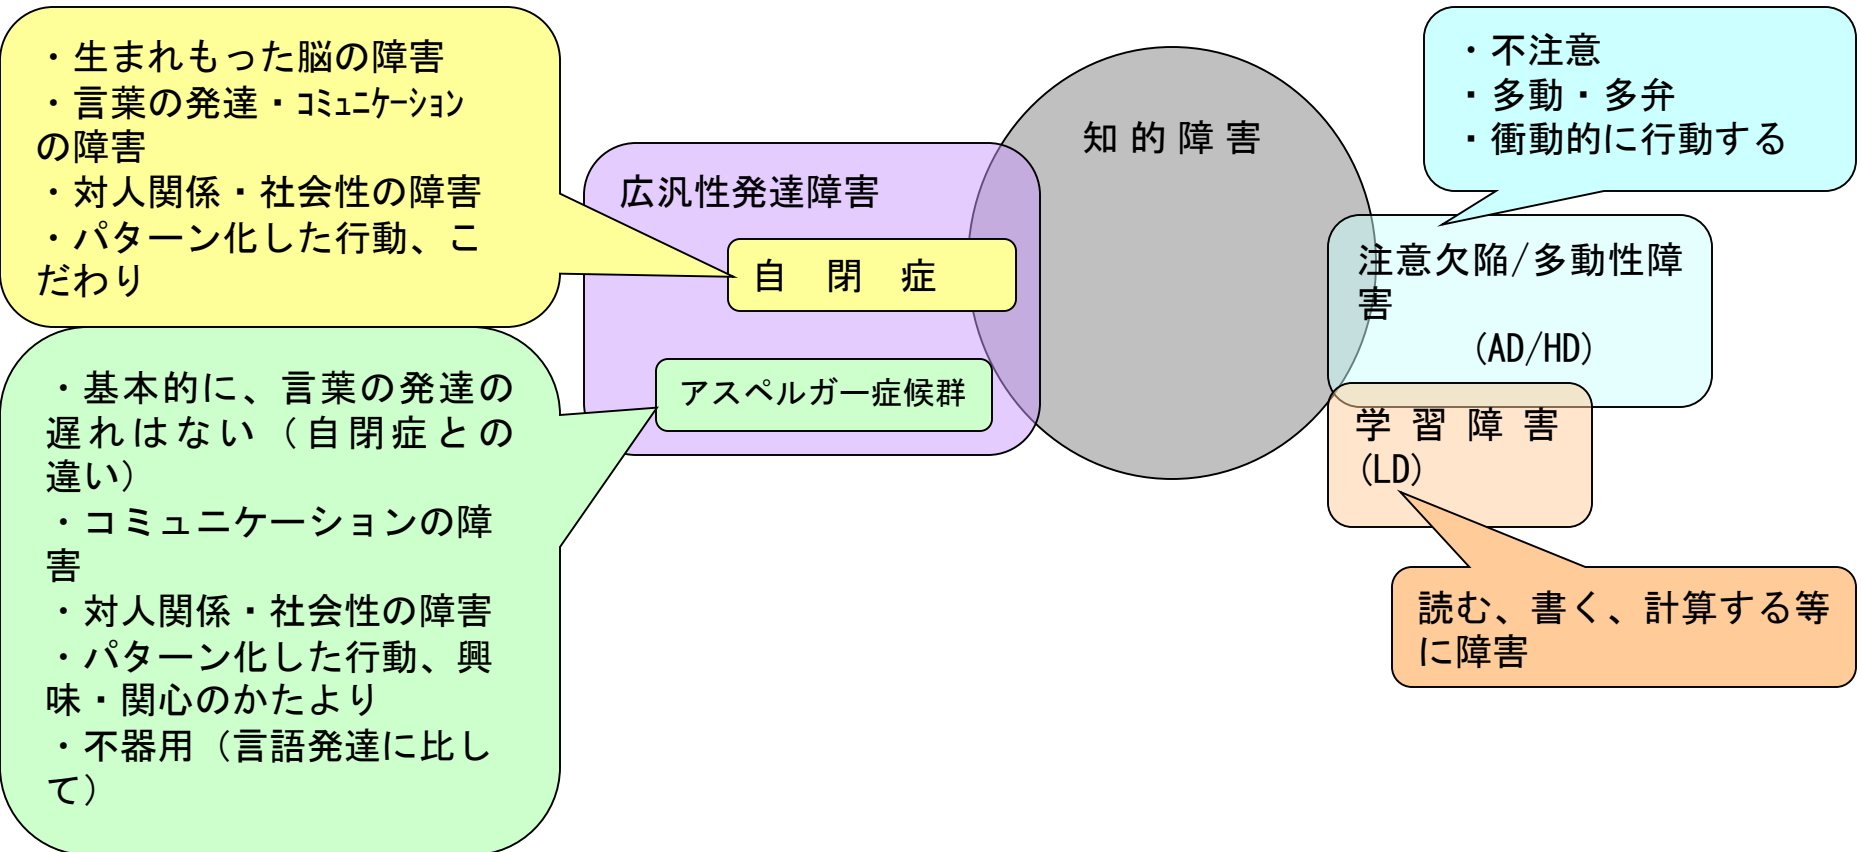 ・生まれもった脳の障害
・言葉の発達・ｺﾐｭﾆｹｰｼｮﾝ
の障害
・対人関係・社会性の障害
・パターン化した行動、こ
だわり
・基本的に、言葉の発達の
遅れはない（自閉症との
違い）
・コミュニケーションの障
害
・対人関係・社会性の障害
・パターン化した行動、興
味・関心のかたより
・不器用（言語発達に比し
て）
広汎性発達障害
自　閉　症
アスペルガー症候群
知的障害
・不注意
・多動・多弁
・衝動的に行動する
注意欠陥/多動性障
害
(AD/HD)
学習障害
(LD)
読む、書く、計算する等
に障害